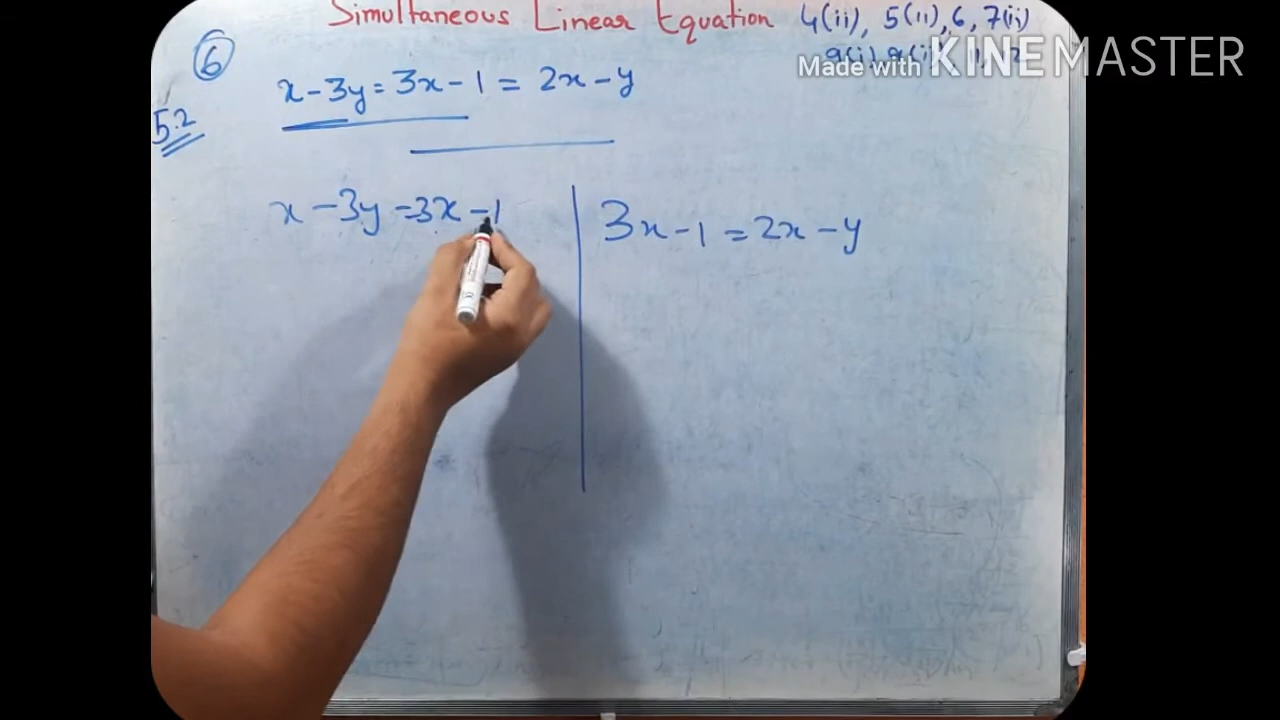 Simultaneous Linear Equation 4(ii), 5(ii), 6, 7(ii)
Made with KINEMASTER
6
5.2
x - 3y = 3x - 1 = 2x - y
x - 3y = 3x - 1
3x - 1 = 2x - y